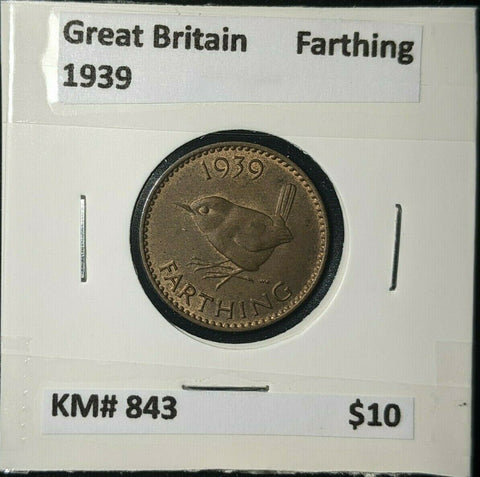 Great Britain Farthing
1939
1939
FARTHING
KM# 843 $10